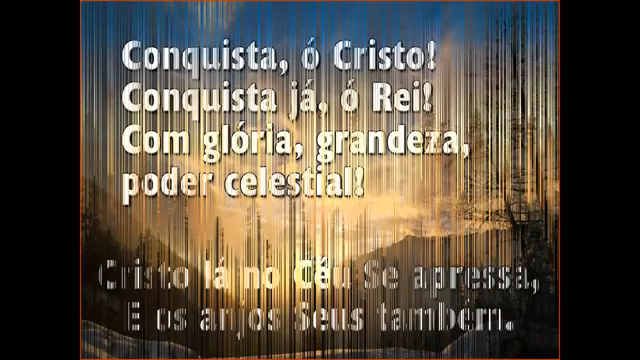 Conquista, ó Cristo!
Conquista já, ó Rei!
Com glória, grandeza,
poder celestial!
Cristo lá no Céu Se apressa,
E os anjos Seus também.